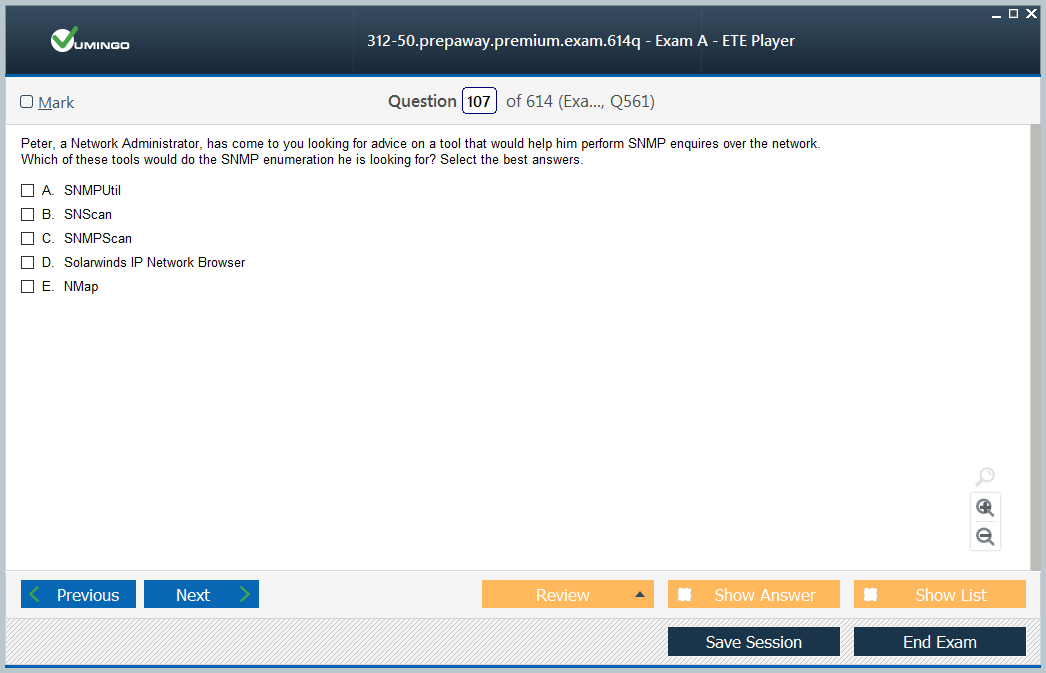 VUMINGO
312-50.prepaway.premium.exam.614q - Exam A - ETE Player
Mark
Question 107 of 614 (Exa..., Q561)
Peter, a Network Administrator, has come to you looking for advice on a tool that would help him perform SNMP enquires over the network.
Which of these tools would do the SNMP enumeration he is looking for? Select the best answers.
A. SNMPUtil
B. SNScan
C. SNMPScan
D. Solarwinds IP Network Browser
E. NMap
Previous Next Review Show Answer Show List
Save Session End Exam